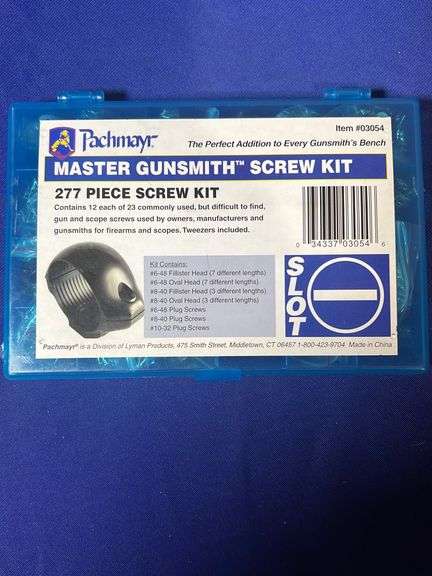 Item #03054
Pachmayr®
The Perfect Addition to Every Gunsmith's Bench
MASTER GUNSMITH™ SCREW KIT
277 PIECE SCREW KIT
Contains 12 each of 23 commonly used, but difficult to find,
gun and scope screws used by owners, manufacturers and
gunsmiths for firearms and scopes. Tweezers included.
0 34337 03054 6
Kit Contains:
#6-48 Fillister Head (7 different lengths)
#6-48 Oval Head (7 different lengths)
#8-40 Fillister Head (3 different lengths)
#8-40 Oval Head (3 different lengths)
#6-48 Plug Screws
#8-40 Plug Screws
#10-32 Plug Screws
SLOT
Pachmayr® is a Division of Lyman Products, 475 Smith Street, Middletown, CT 06457 1-800-423-9704 Made in China